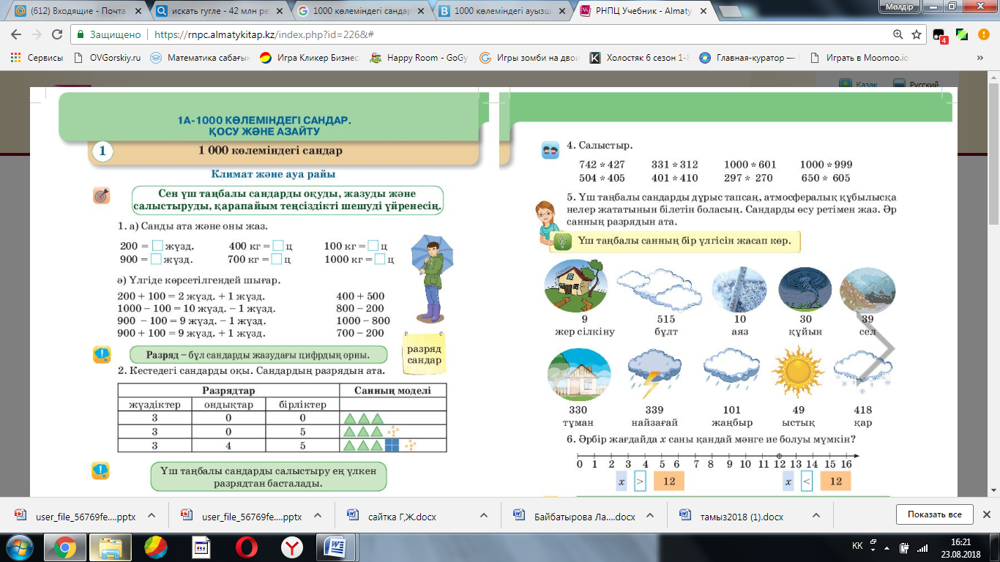 (612) Входящие - Почта
искать гугле - 42 млн ре
1000 көлеміндегі сандар
1000 көлеміндегі ауызш
РНПЦ Учебник - Almaty
Мөлдір
Защищено
https://rnpc.almatykitap.kz/index.php?id=226&#
4
Сервисы
OVGorskiy.ru
Математика сабағы
Игра Кликер Бизнес
Happy Room - GoGy
Игры зомби на двои
Холостяк 6 сезон 1-8
Главная-куратор —
Играть в Moomoo.io
»
Қазақ
Русский
1А-1000 КӨЛЕМІНДЕГІ САНДАР.
ҚОСУ ЖӘНЕ АЗАЙТУ
1
1 000 көлеміндегі сандар
Климат және ауа райы
Сен үш таңбалы сандарды оқуды, жазуды және
салыстыруды, қарапайым теңсіздікті шешуді үйренесің.
1. а) Санды ата және оны жаз.
200 = □ жүзд. 400 кг = □ ц 100 кг = □ ц
900 = □ жүзд. 700 кг = □ ц 1000 кг = □ ц
ә) Үлгіде көрсетілгендей шығар.
200 + 100 = 2 жүзд. + 1 жүзд. 400 + 500
1000 – 100 = 10 жүзд. – 1 жүзд. 800 – 200
900 – 100 = 9 жүзд. – 1 жүзд. 1000 – 800
900 + 100 = 9 жүзд. + 1 жүзд. 700 – 200
Разряд – бұл сандарды жазудағы цифрдың орны.
разряд
сандар
2. Кестедегі сандарды оқы. Сандардың разрядын ата.
Разрядтар Санның моделі
жүздіктер ондықтар бірліктер
3 0 0
3 0 5
3 4 5
Үш таңбалы сандарды салыстыру ең үлкен
разрядтан басталады.
4. Салыстыр.
742 * 427 331 * 312 1000 * 601 1000 * 999
504 * 405 401 * 410 297 * 270 650 * 605
5. Үш таңбалы сандарды дұрыс тапсаң, атмосфералық құбылысқа
нелер жататынын білетін боласың. Сандарды өсу ретімен жаз. Әр
санның разрядын ата.
Үш таңбалы санның бір үлгісін жасап көр.
9 515 10 30 39
жер сілкіну бұлт аяз құйын сел
330 339 101 49 418
тұман найзағай жаңбыр ыстық қар
6. Әрбір жағдайда x саны қандай мәнге ие болуы мүмкін?
0 1 2 3 4 5 6 7 8 9 10 11 12 13 14 15 16
x > 12 x < 12
user_file_56769fe....pptx
user_file_56769fe....pptx
сайтка Г,Ж.docx
Байбатырова Ла....docx
тамыз2018 (1).docx
Показать все
KK
16:21
23.08.2018